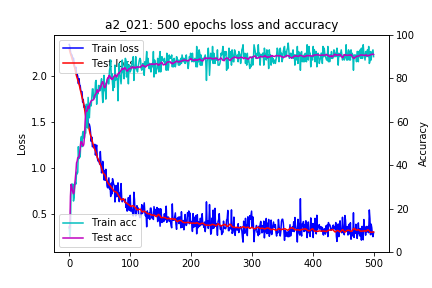 a2_021: 500 epochs loss and accuracy
Train loss
Test loss
Train acc
Test acc
Loss
Accuracy
2.0
1.5
1.0
0.5
100
80
60
40
20
0
0 100 200 300 400 500